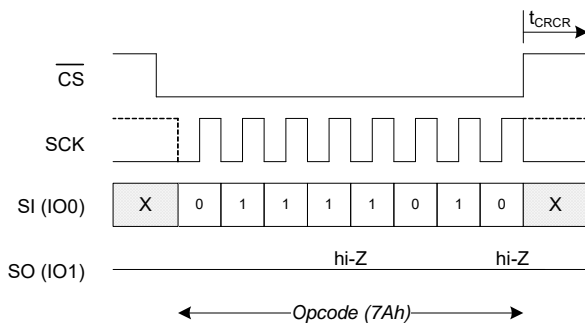 tCRCR
CS
SCK
SI (IO0) X 0 1 1 1 1 0 1 0 X
hi-Z hi-Z
SO (IO1)
Opcode (7Ah)